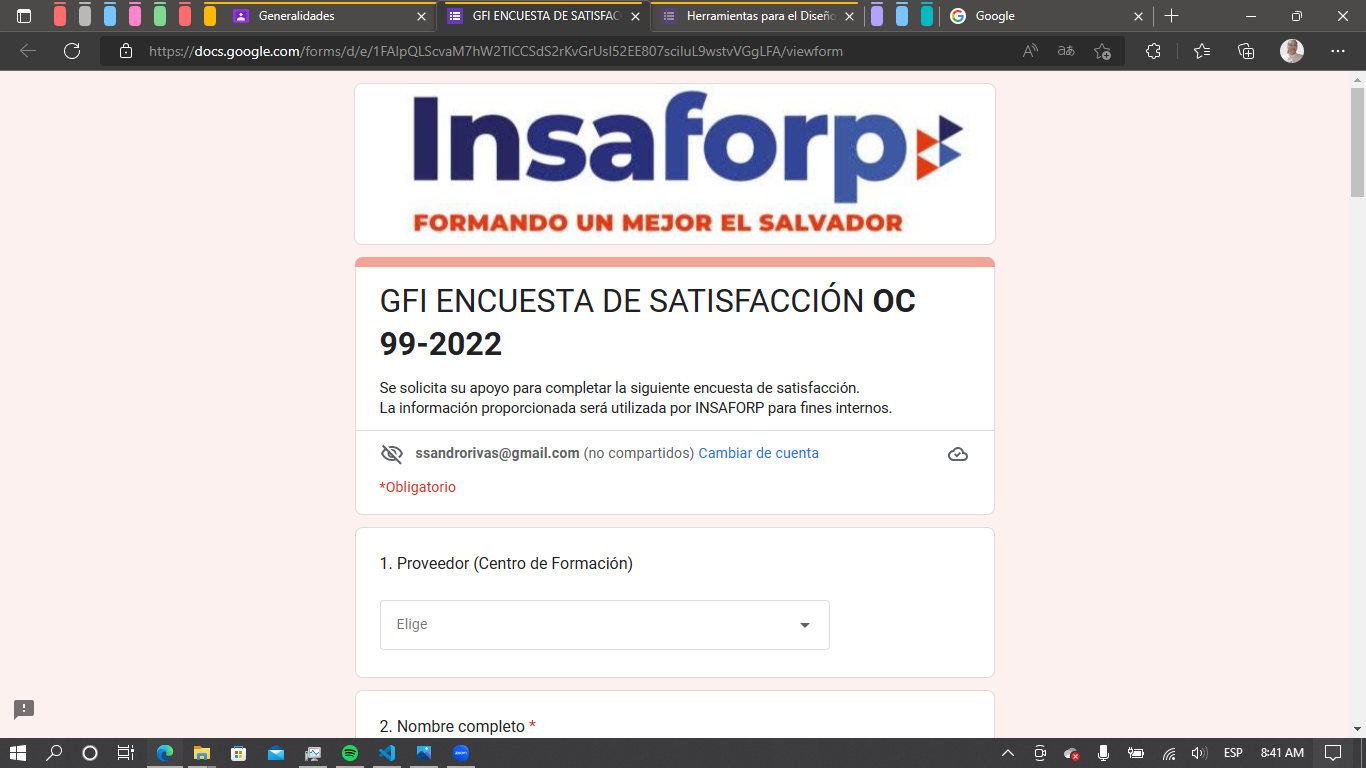 Generalidades
GFI ENCUESTA DE SATISFAC
Herramientas para el Diseño
Google
https://docs.google.com/forms/d/e/1FAIpQLScvaM7hW2TlCCSdS2rKvGrUsI52EE807sciIuL9wstvVGgLFA/viewform
Insaforp
FORMANDO UN MEJOR EL SALVADOR
GFI ENCUESTA DE SATISFACCIÓN OC
99-2022
Se solicita su apoyo para completar la siguiente encuesta de satisfacción.
La información proporcionada será utilizada por INSAFORP para fines internos.
ssandrorivas@gmail.com (no compartidos) Cambiar de cuenta
*Obligatorio
1. Proveedor (Centro de Formación)
Elige
2. Nombre completo *
ESP
8:41 AM